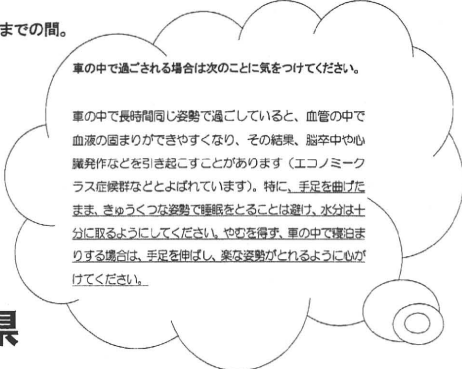 までの間。
車の中で過ごされる場合は次のことに気をつけてください。
車の中で長時間同じ姿勢で過ごしていると、血管の中で
血液の固まりができやすくなり、その結果、脳卒中や心
臓発作などを引き起こすことがあります（エコノミーク
ラス症候群などとよばれています）。特に、手足を曲げた
まま、きゅうくつな姿勢で睡眠をとることは避け、水分は十
分に取るようにしてください。やむを得ず、車の中で寝泊ま
りする場合は、手足を伸ばし、楽な姿勢がとれるように心が
けてください。
県